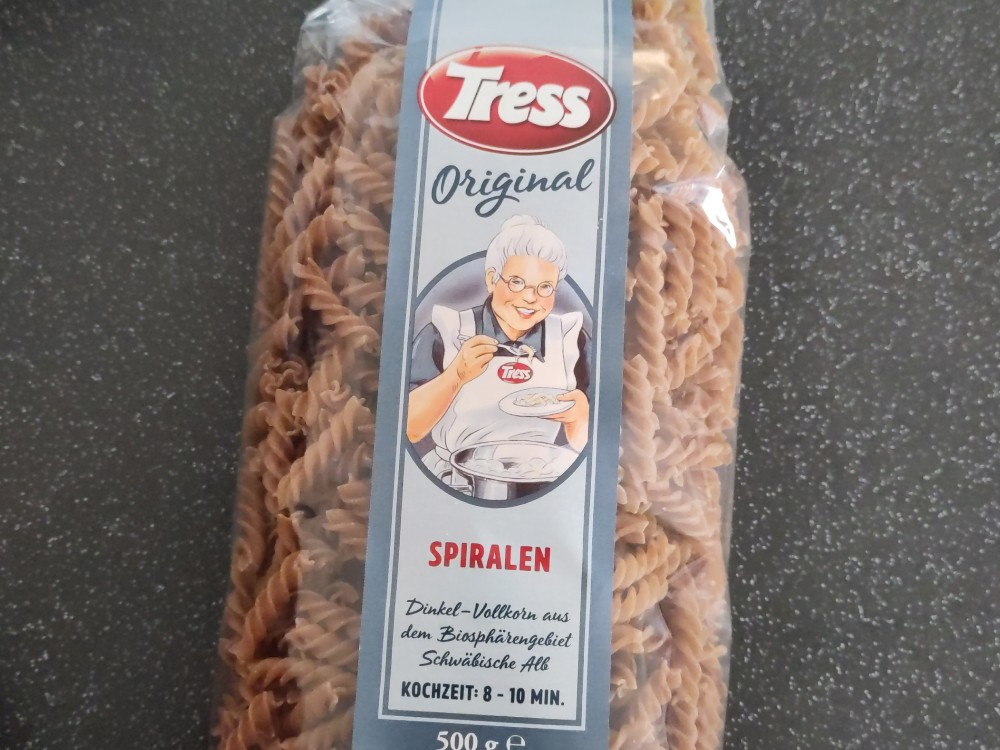 Tress
Original
Tress
SPIRALEN
Dinkel-Vollkorn aus
dem Biosphärengebiet
Schwäbische Alb
KOCHZEIT: 8 - 10 MIN.
500 g ℮